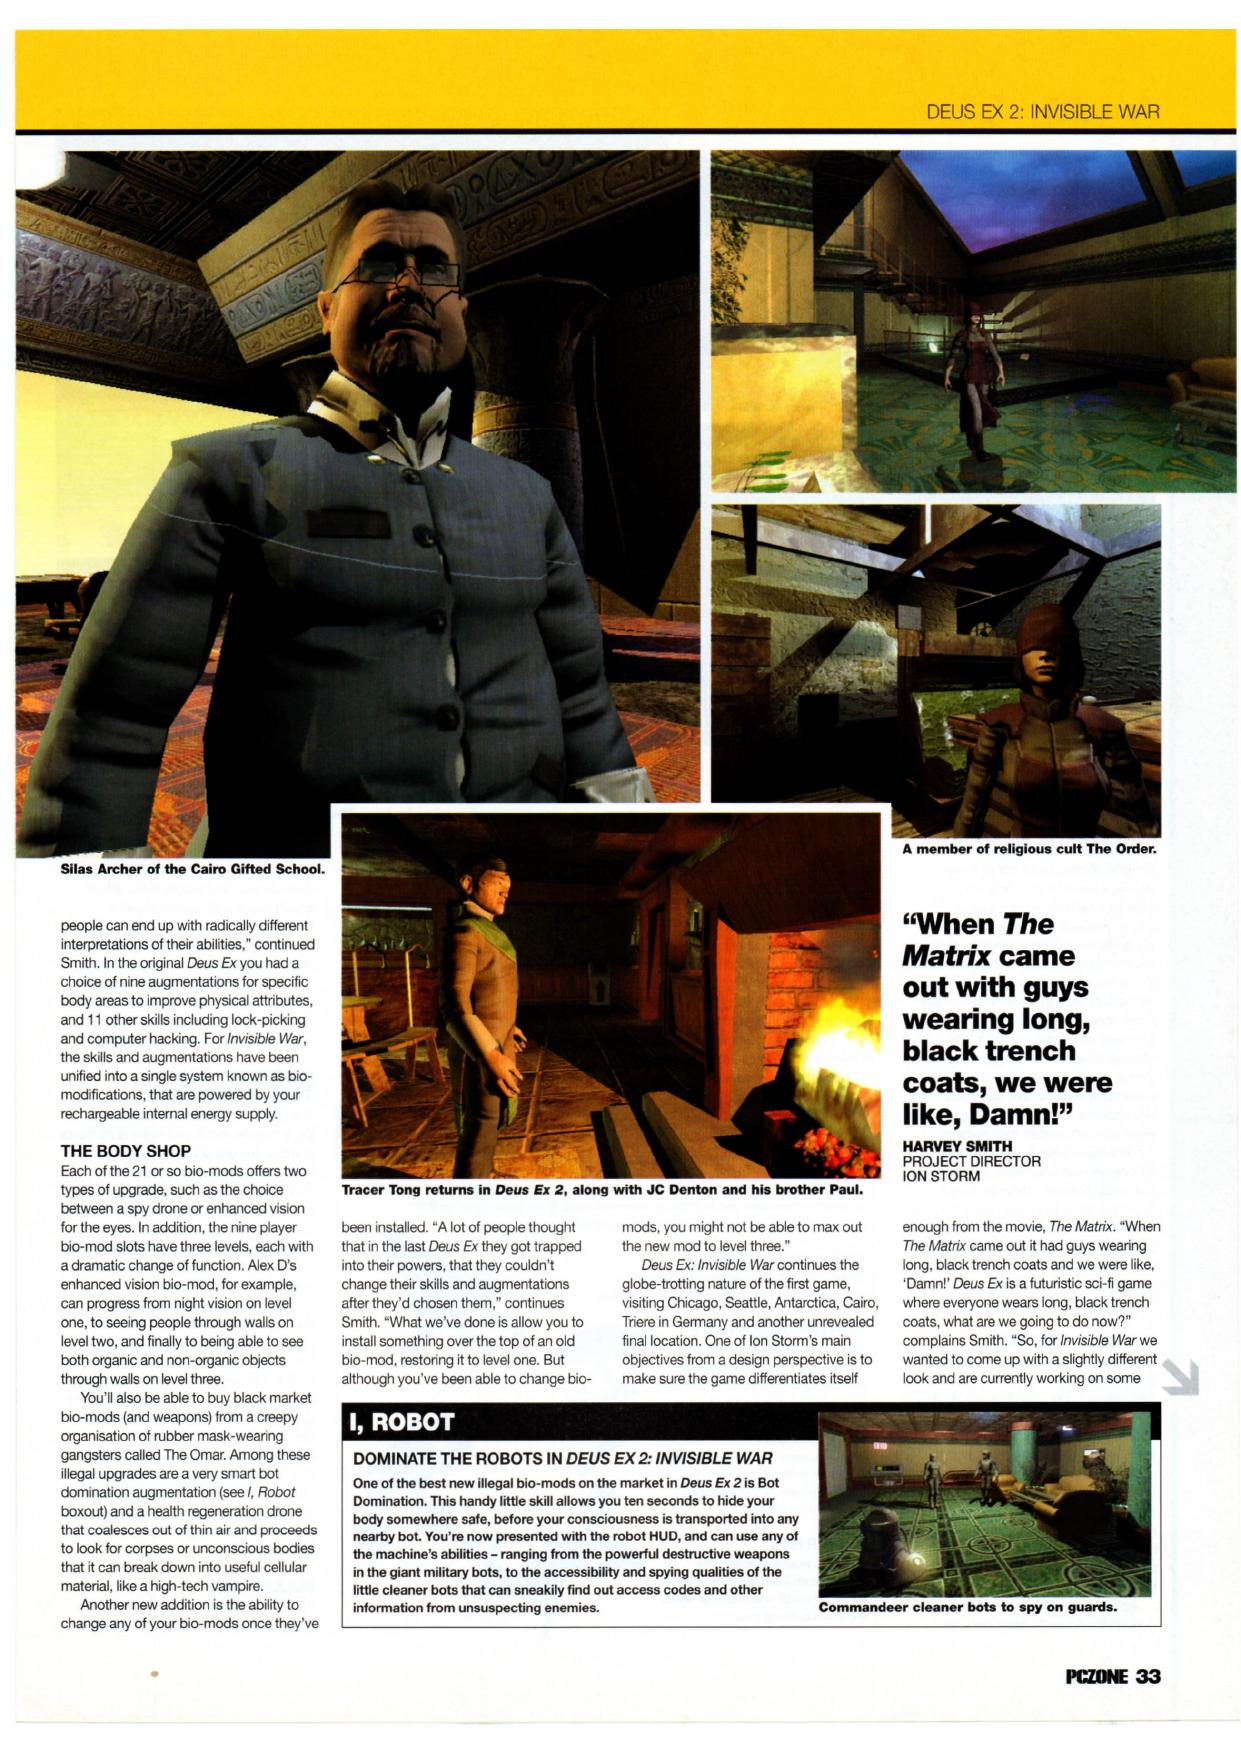 DEUS EX 2: INVISIBLE WAR
Silas Archer of the Cairo Gifted School.
A member of religious cult The Order.
Tracer Tong returns in Deus Ex 2, along with JC Denton and his brother Paul.
people can end up with radically different
interpretations of their abilities,” continued
Smith. In the original Deus Ex you had a
choice of nine augmentations for specific
body areas to improve physical attributes,
and 11 other skills including lock-picking
and computer hacking. For Invisible War,
the skills and augmentations have been
unified into a single system known as bio-
modifications, that are powered by your
rechargeable internal energy supply.
THE BODY SHOP
Each of the 21 or so bio-mods offers two
types of upgrade, such as the choice
between a spy drone or enhanced vision
for the eyes. In addition, the nine player
bio-mod slots have three levels, each with
a dramatic change of function. Alex D’s
enhanced vision bio-mod, for example,
can progress from night vision on level
one, to seeing people through walls on
level two, and finally to being able to see
both organic and non-organic objects
through walls on level three.
You’ll also be able to buy black market
bio-mods (and weapons) from a creepy
organisation of rubber mask-wearing
gangsters called The Omar. Among these
illegal upgrades are a very smart bot
domination augmentation (see I, Robot
boxout) and a health regeneration drone
that coalesces out of thin air and proceeds
to look for corpses or unconscious bodies
that it can break down into useful cellular
material, like a high-tech vampire.
Another new addition is the ability to
change any of your bio-mods once they’ve
been installed. “A lot of people thought
that in the last Deus Ex they got trapped
into their powers, that they couldn’t
change their skills and augmentations
after they’d chosen them,” continues
Smith. “What we’ve done is allow you to
install something over the top of an old
bio-mod, restoring it to level one. But
although you’ve been able to change bio-
mods, you might not be able to max out
the new mod to level three.”
Deus Ex: Invisible War continues the
globe-trotting nature of the first game,
visiting Chicago, Seattle, Antarctica, Cairo,
Triere in Germany and another unrevealed
final location. One of Ion Storm’s main
objectives from a design perspective is to
make sure the game differentiates itself
“When The
Matrix came
out with guys
wearing long,
black trench
coats, we were
like, Damn!”
HARVEY SMITH
PROJECT DIRECTOR
ION STORM
enough from the movie, The Matrix. “When
The Matrix came out it had guys wearing
long, black trench coats and we were like,
‘Damn!’ Deus Ex is a futuristic sci-fi game
where everyone wears long, black trench
coats, what are we going to do now?”
complains Smith. “So, for Invisible War we
wanted to come up with a slightly different
look and are currently working on some
I, ROBOT
DOMINATE THE ROBOTS IN DEUS EX 2: INVISIBLE WAR
One of the best new illegal bio-mods on the market in Deus Ex 2 is Bot
Domination. This handy little skill allows you ten seconds to hide your
body somewhere safe, before your consciousness is transported into any
nearby bot. You’re now presented with the robot HUD, and can use any of
the machine’s abilities – ranging from the powerful destructive weapons
in the giant military bots, to the accessibility and spying qualities of the
little cleaner bots that can sneakily find out access codes and other
information from unsuspecting enemies.
Commandeer cleaner bots to spy on guards.
PCZONE 33